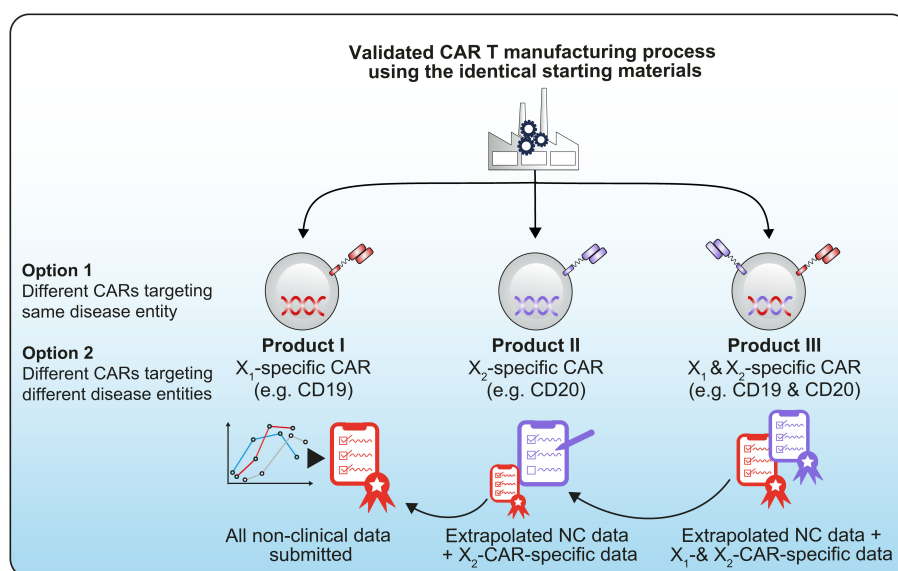 Validated CAR T manufacturing process
using the identical starting materials
Option 1
Different CARs targeting
same disease entity
Option 2
Different CARs targeting
different disease entities
Product I
X₁-specific CAR
(e.g. CD19)
Product II
X₂-specific CAR
(e.g. CD20)
Product III
X₁ & X₂-specific CAR
(e.g. CD19 & CD20)
All non-clinical data
submitted
Extrapolated NC data
+ X₂-CAR-specific data
Extrapolated NC data +
X₁-& X₂-CAR-specific data